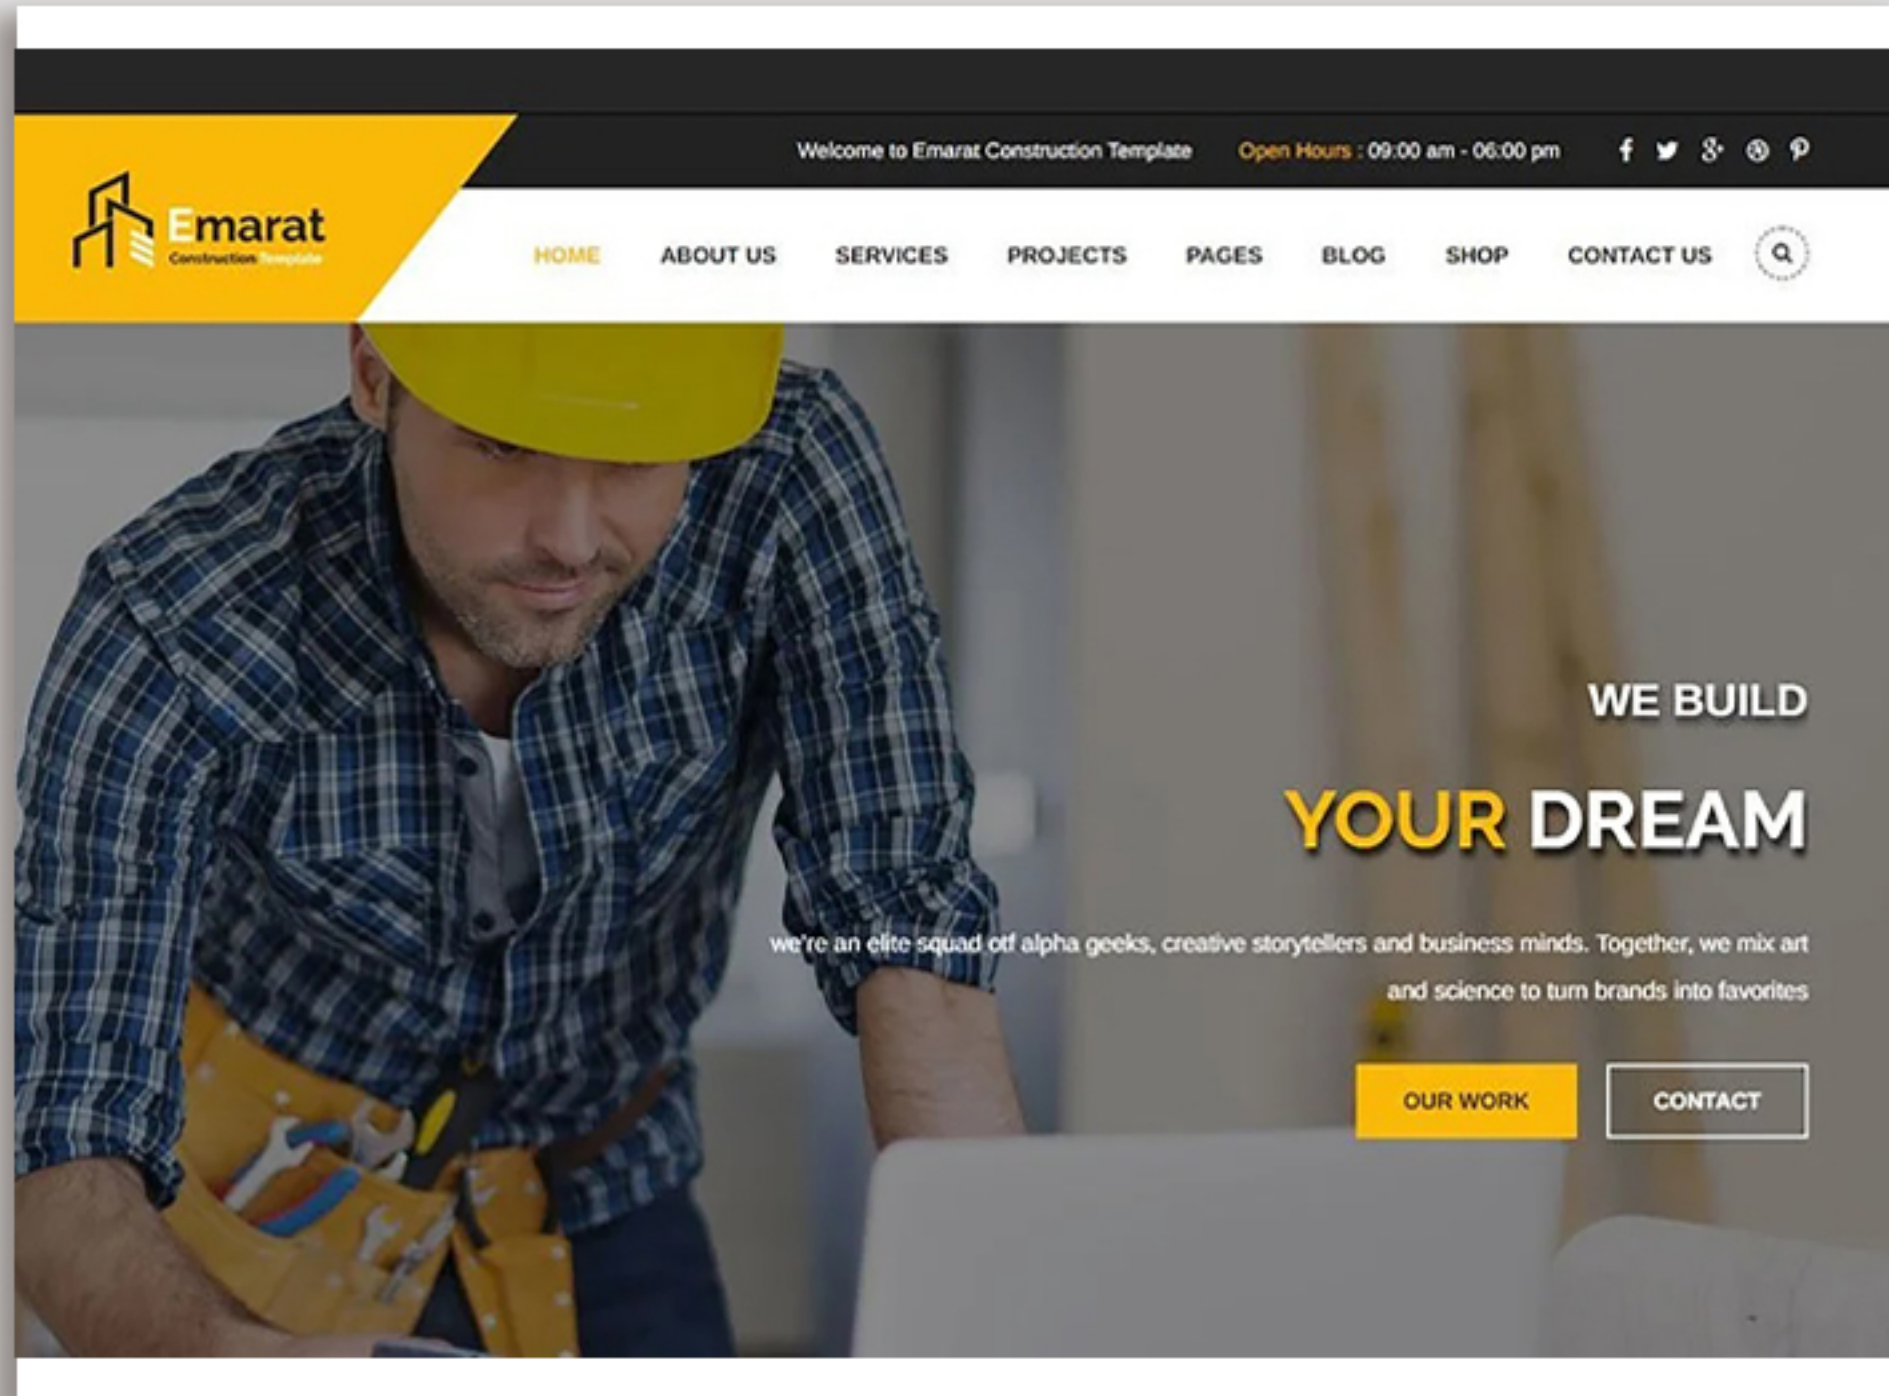 Welcome to Emarat Construction Template Open Hours : 09:00 am - 06:00 pm
Emarat
Construction Template
HOME ABOUT US SERVICES PROJECTS PAGES BLOG SHOP CONTACT US
WE BUILD
YOUR DREAM
we're an elite squad otf alpha geeks, creative storytellers and business minds. Together, we mix art
and science to turn brands into favorites
OUR WORK CONTACT